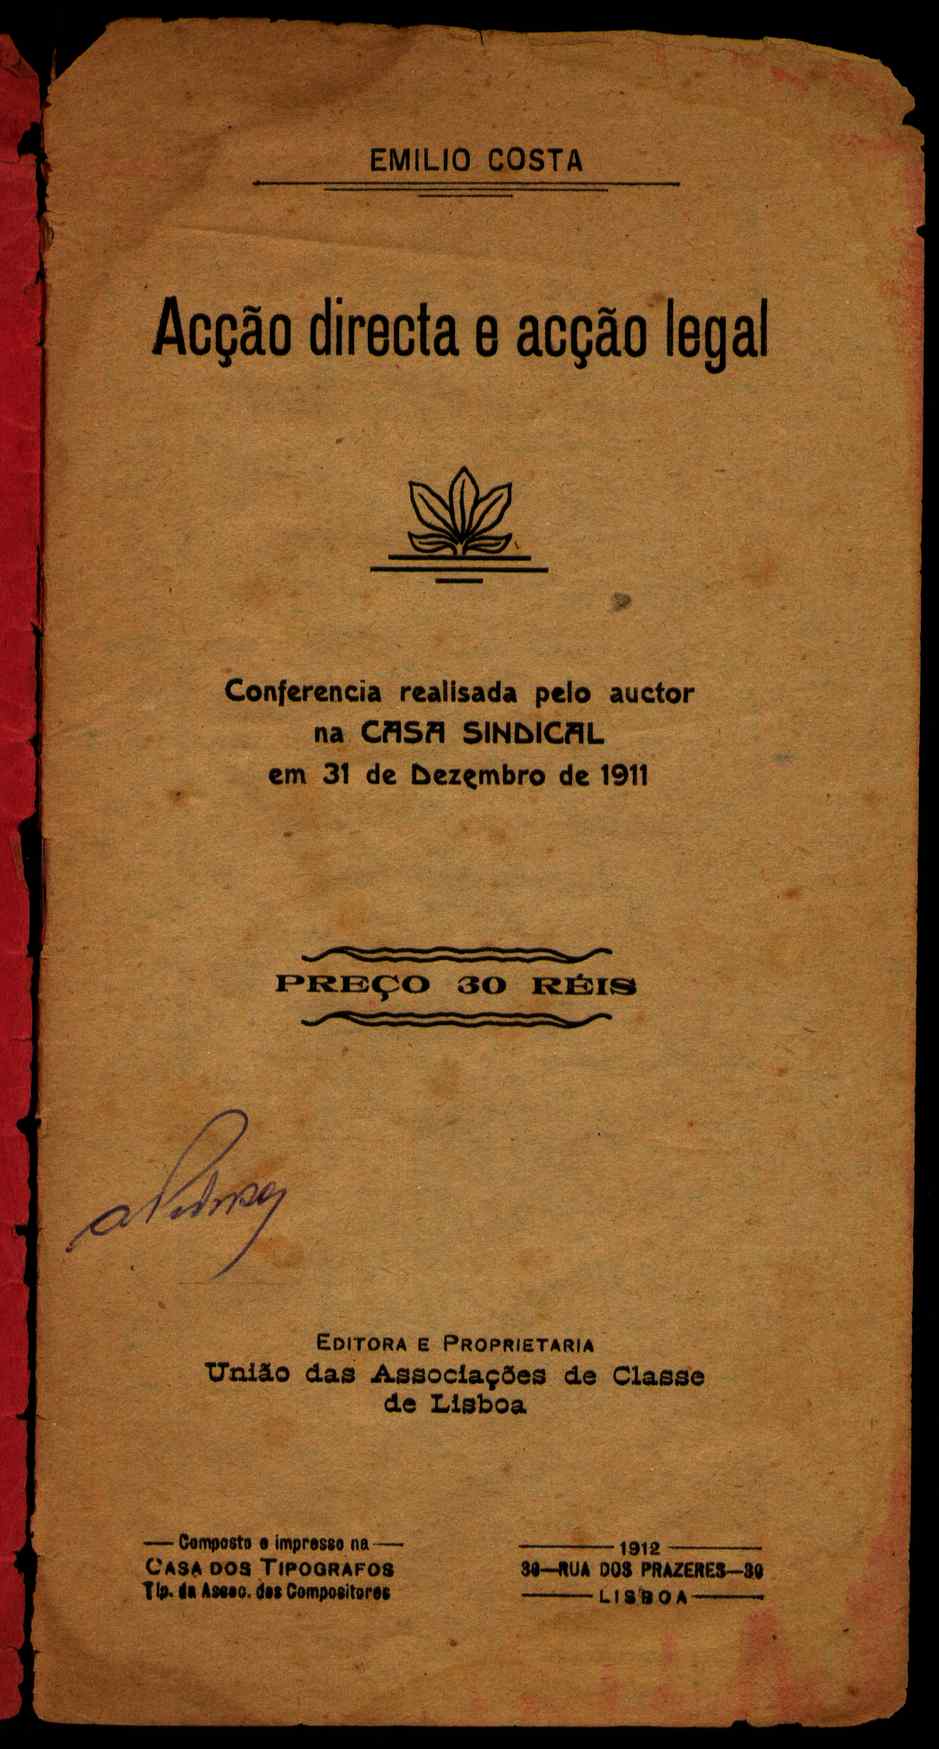 EMILIO COSTA
Acção directa e acção legal
Conferencia realisada pelo auctor
na CASA SINDICAL
em 31 de Dezembro de 1911
PREÇO 30 RÉIS
EDITORA E PROPRIETARIA
União das Associações de Classe
de Lisboa
— Composto e impresso na —
CASA DOS TIPOGRAFOS
Tip. da Assoc. dos Compositores
— 1912 —
30—RUA DOS PRAZERES—30
— LISBOA —